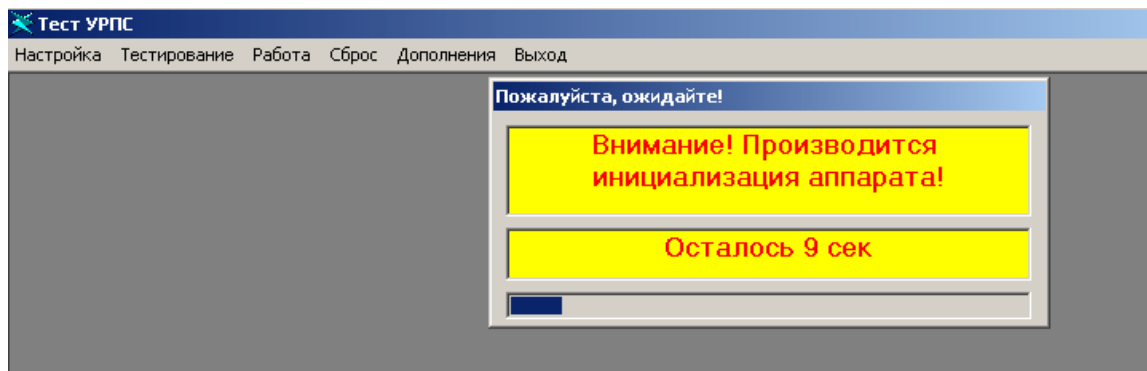 Тест УРПС
Настройка Тестирование Работа Сброс Дополнения Выход
Пожалуйста, ожидайте!
Внимание! Производится
инициализация аппарата!
Осталось 9 сек